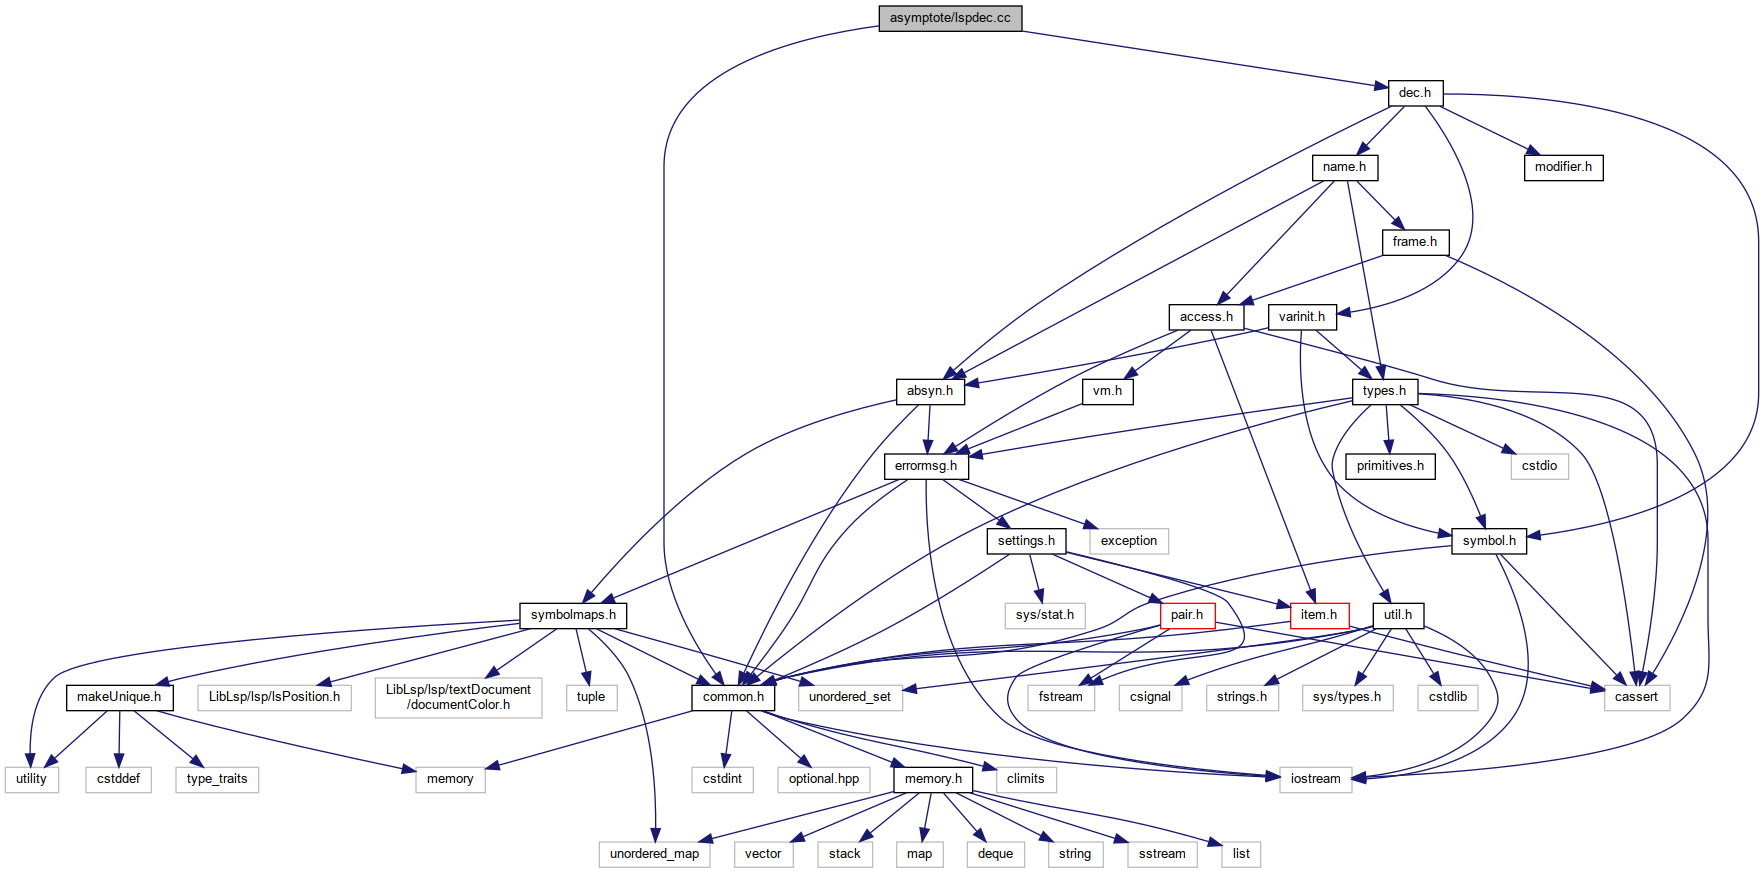 asymptote/lspdec.cc
dec.h
name.h
modifier.h
frame.h
access.h
varinit.h
absyn.h
vm.h
types.h
errormsg.h
primitives.h
cstdio
settings.h
exception
symbol.h
symbolmaps.h
sys/stat.h
pair.h
item.h
util.h
makeUnique.h
LibLsp/lsp/lsPosition.h
LibLsp/lsp/textDocument
/documentColor.h
tuple
common.h
unordered_set
fstream
csignal
strings.h
sys/types.h
cstdlib
cassert
utility
cstddef
type_traits
memory
cstdint
optional.hpp
memory.h
climits
iostream
unordered_map
vector
stack
map
deque
string
sstream
list